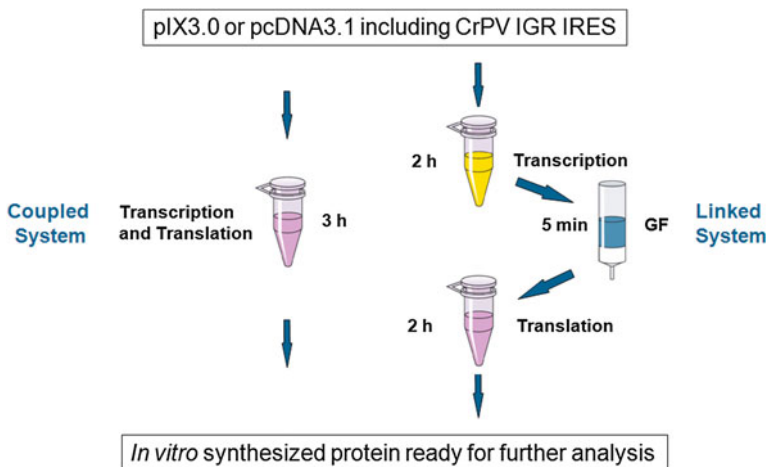 pIX3.0 or pcDNA3.1 including CrPV IGR IRES
2 h
Transcription
Coupled
System
Transcription
and Translation
3 h
5 min
GF
Linked
System
2 h
Translation
In vitro synthesized protein ready for further analysis